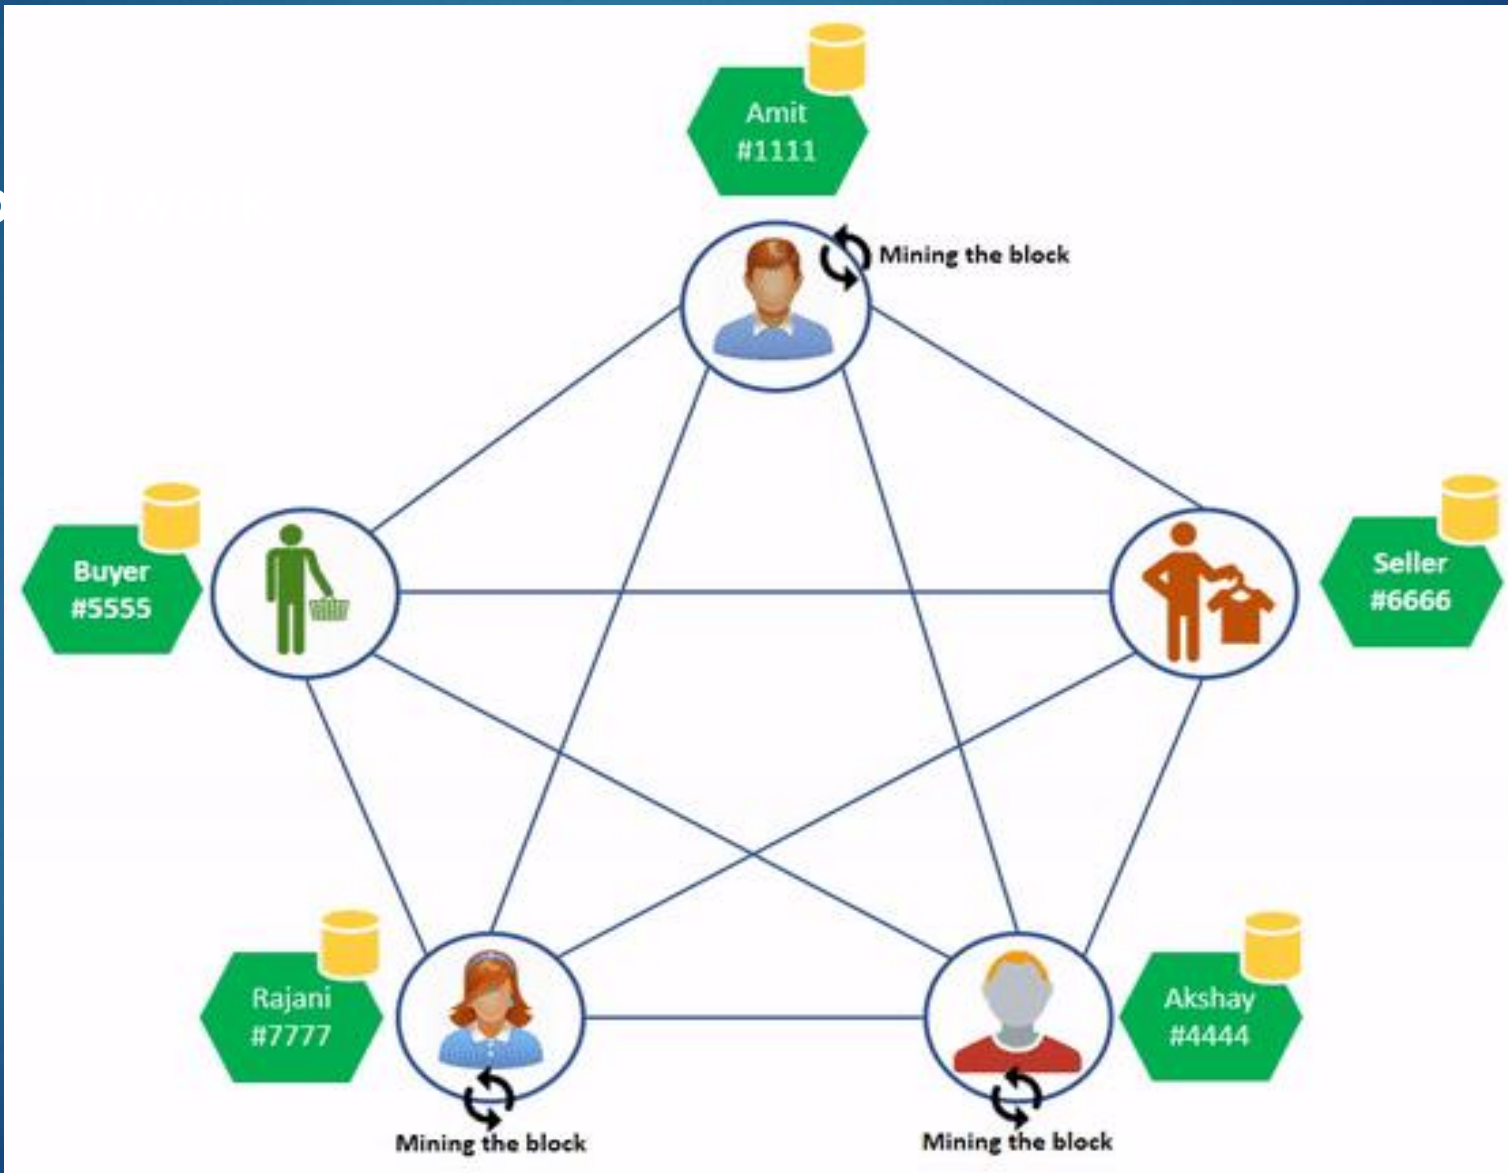 Amit
#1111
Mining the block
Buyer
#5555
Seller
#6666
Rajani
#7777
Akshay
#4444
Mining the block
Mining the block